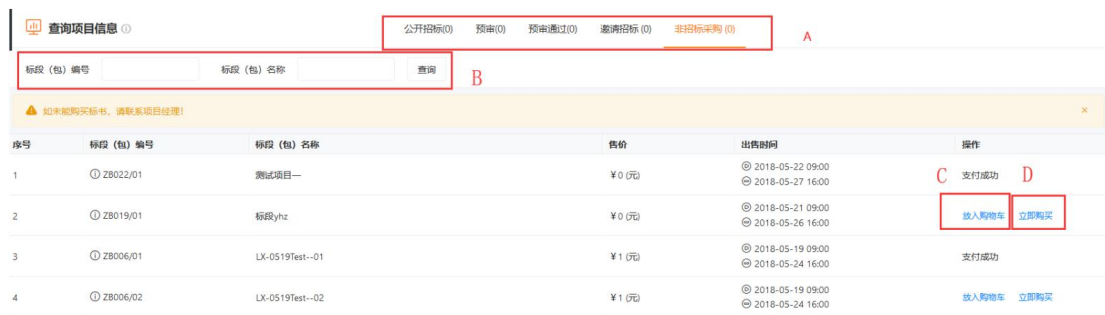 查询项目信息
公开招标(0) 预审(0) 预审通过(0) 邀请招标 (0) 非招标采购 (0) A
标段（包）编号 标段（包）名称 查询 B
如未能购买标书，请联系项目经理！ ×
序号 标段（包）编号 标段（包）名称 售价 出售时间 操作
1 ZB022/01 测试项目一 ¥ 0 (元) 2018-05-22 09:00 C 支付成功 D
2018-05-27 16:00
2 ZB019/01 标段yhz ¥ 0 (元) 2018-05-21 09:00 放入购物车 立即购买
2018-05-26 16:00
3 ZB006/01 LX-0519Test--01 ¥ 1 (元) 2018-05-19 09:00 支付成功
2018-05-24 16:00
4 ZB006/02 LX-0519Test--02 ¥ 1 (元) 2018-05-19 09:00 放入购物车 立即购买
2018-05-24 16:00